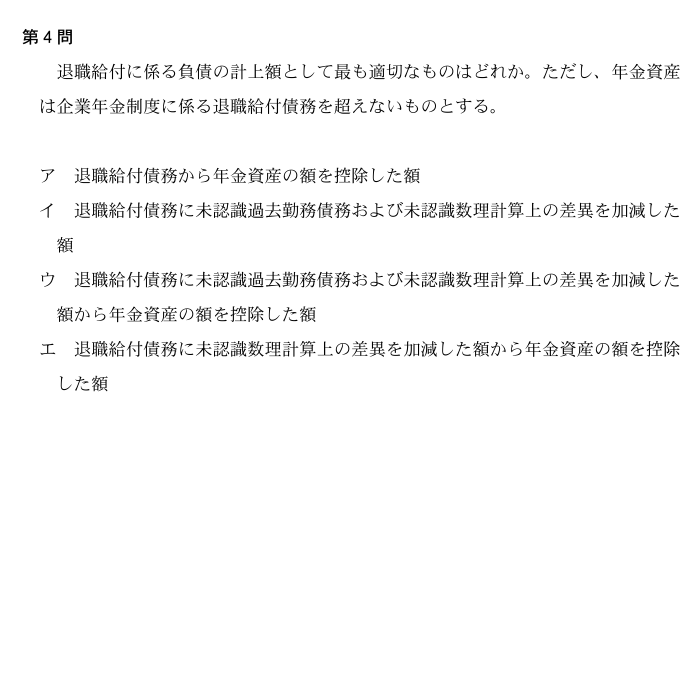 第4問
退職給付に係る負債の計上額として最も適切なものはどれか。ただし、年金資産
は企業年金制度に係る退職給付債務を超えないものとする。
ア 退職給付債務から年金資産の額を控除した額
イ 退職給付債務に未認識過去勤務債務および未認識数理計算上の差異を加減した
額
ウ 退職給付債務に未認識過去勤務債務および未認識数理計算上の差異を加減した
額から年金資産の額を控除した額
エ 退職給付債務に未認識数理計算上の差異を加減した額から年金資産の額を控除
した額